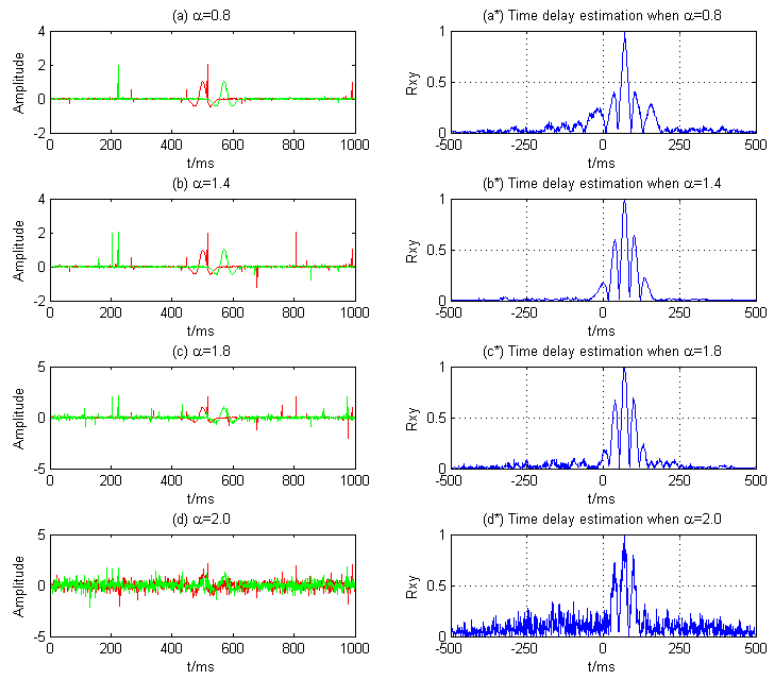 (a) α=0.8
4
2
0
-2
Amplitude
0 200 400 600 800 1000
t/ms
(a*) Time delay estimation when α=0.8
1
0.5
0
Rxy
-500 -250 0 250 500
t/ms
(b) α=1.4
4
2
0
-2
Amplitude
0 200 400 600 800 1000
t/ms
(b*) Time delay estimation when α=1.4
1
0.5
0
Rxy
-500 -250 0 250 500
t/ms
(c) α=1.8
5
0
-5
Amplitude
0 200 400 600 800 1000
t/ms
(c*) Time delay estimation when α=1.8
1
0.5
0
Rxy
-500 -250 0 250 500
t/ms
(d) α=2.0
5
0
-5
Amplitude
0 200 400 600 800 1000
t/ms
(d*) Time delay estimation when α=2.0
1
0.5
0
Rxy
-500 -250 0 250 500
t/ms